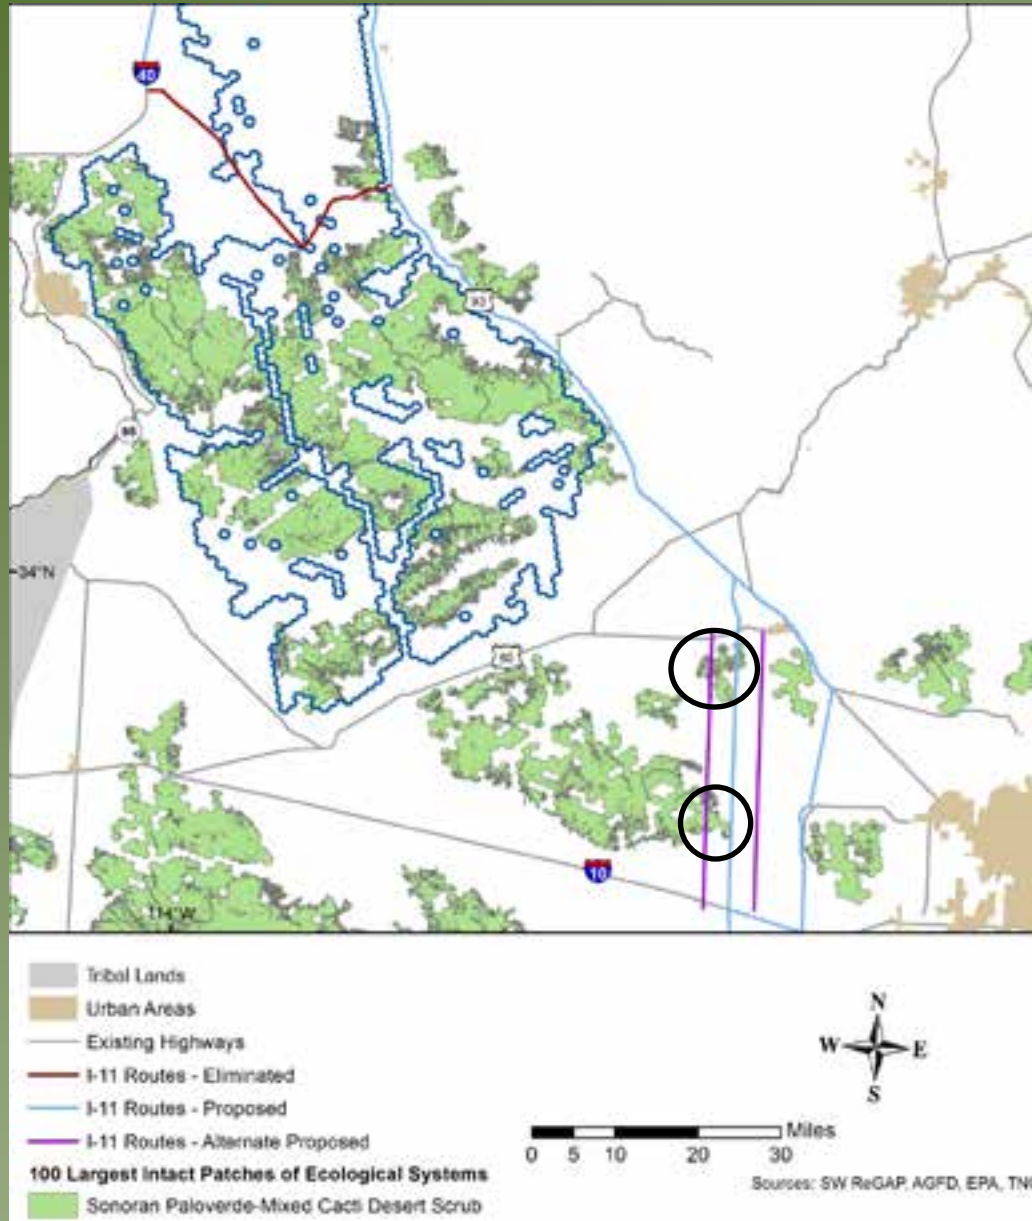 40
93
95
34°N
60
10
114°W
Tribal Lands
Urban Areas
Existing Highways
I-11 Routes - Eliminated
I-11 Routes - Proposed
I-11 Routes - Alternate Proposed
100 Largest Intact Patches of Ecological Systems
Sonoran Paloverde-Mixed Cacti Desert Scrub
N
W E
S
Miles
0 5 10 20 30
Sources: SW ReGAP, AGFD, EPA, TNC